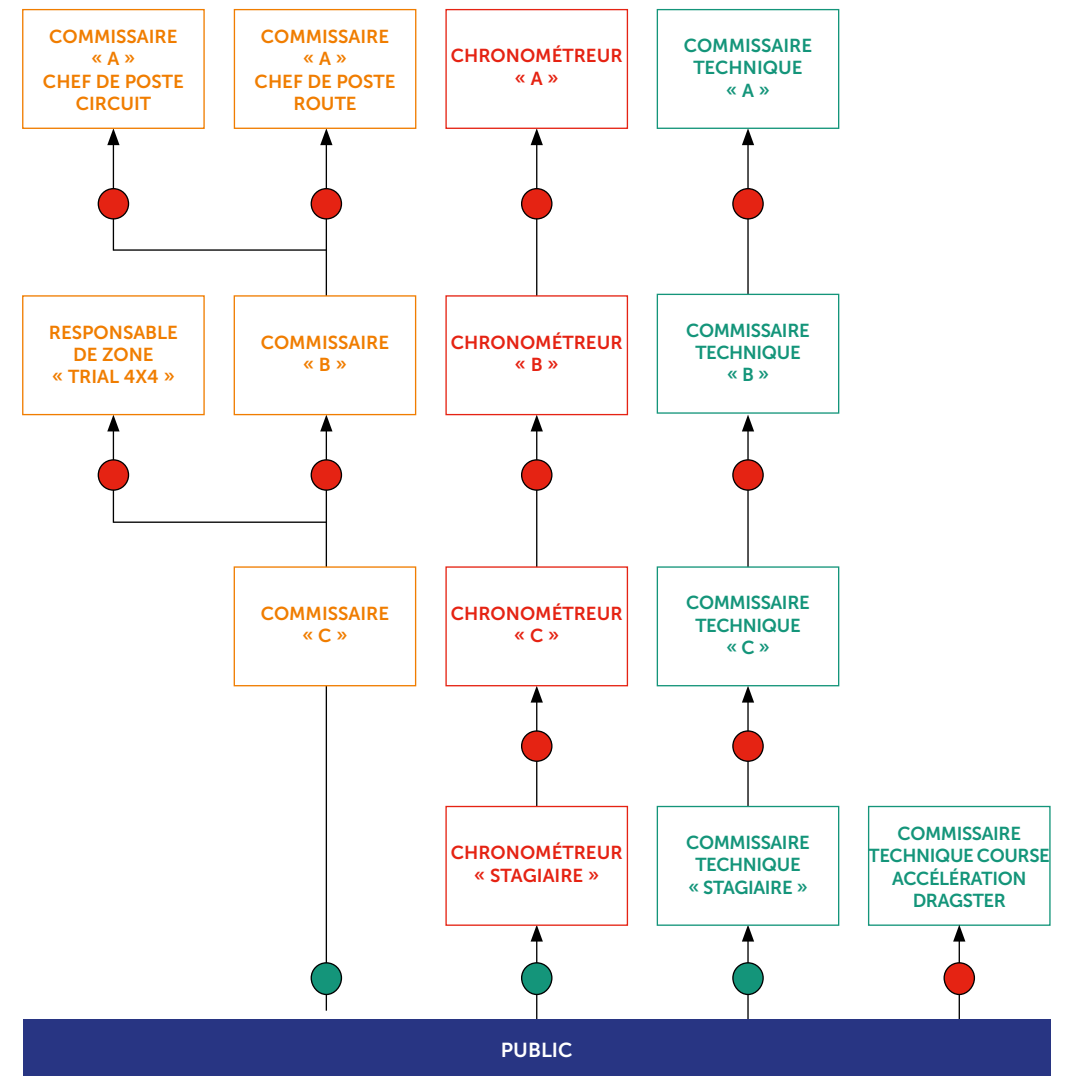 COMMISSAIRE
« A »
CHEF DE POSTE
CIRCUIT
COMMISSAIRE
« A »
CHEF DE POSTE
ROUTE
CHRONOMÉTREUR
« A »
COMMISSAIRE
TECHNIQUE
« A »
RESPONSABLE
DE ZONE
« TRIAL 4X4 »
COMMISSAIRE
« B »
CHRONOMÉTREUR
« B »
COMMISSAIRE
TECHNIQUE
« B »
COMMISSAIRE
« C »
CHRONOMÉTREUR
« C »
COMMISSAIRE
TECHNIQUE
« C »
CHRONOMÉTREUR
« STAGIAIRE »
COMMISSAIRE
TECHNIQUE
« STAGIAIRE »
COMMISSAIRE
TECHNIQUE COURSE
ACCÉLÉRATION
DRAGSTER
PUBLIC